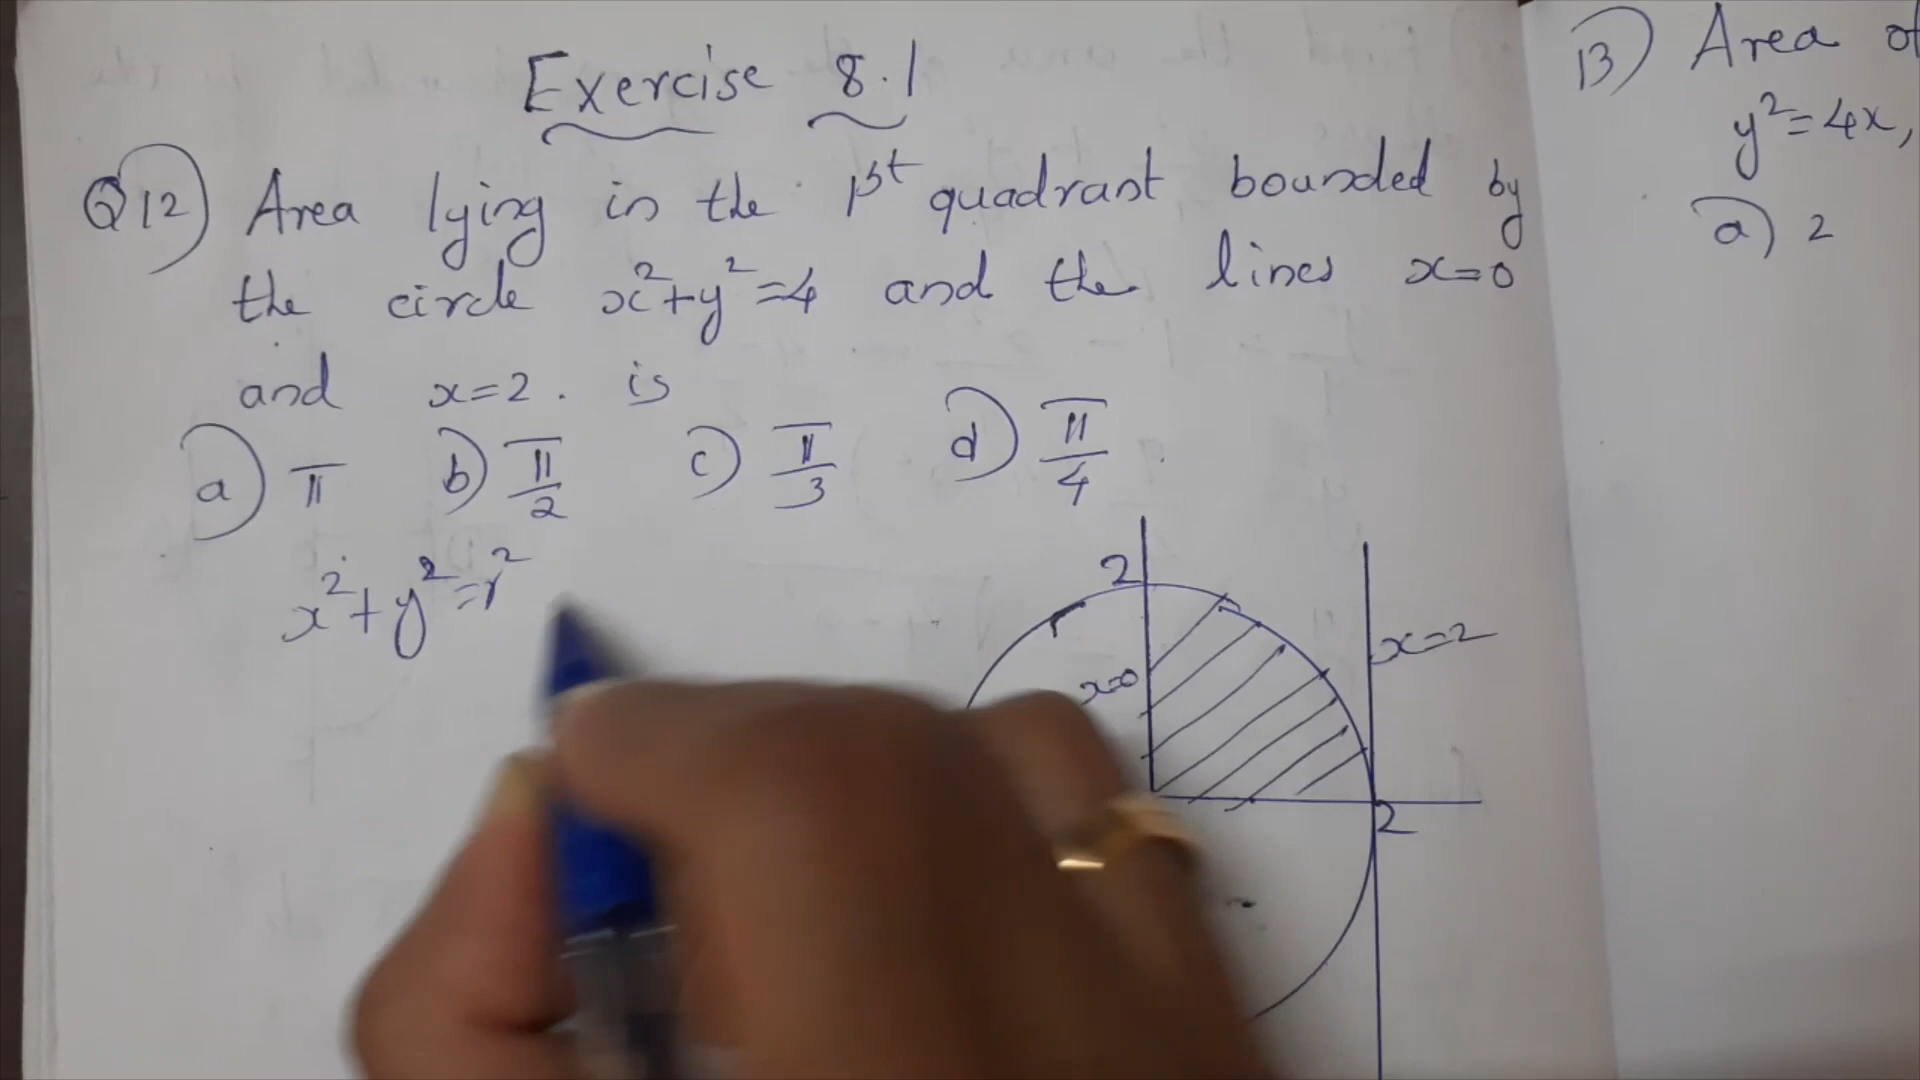 Exercise 8.1
Q12) Area lying in the 1st quadrant bounded by
the circle x²+y²=4 and the lines x=0
and x=2. is
a) π b) π/2 c) π/3 d) π/4.
x²+y²=r²
2
x=0
x=2
2
13) Area of
y²=4x,
a) 2